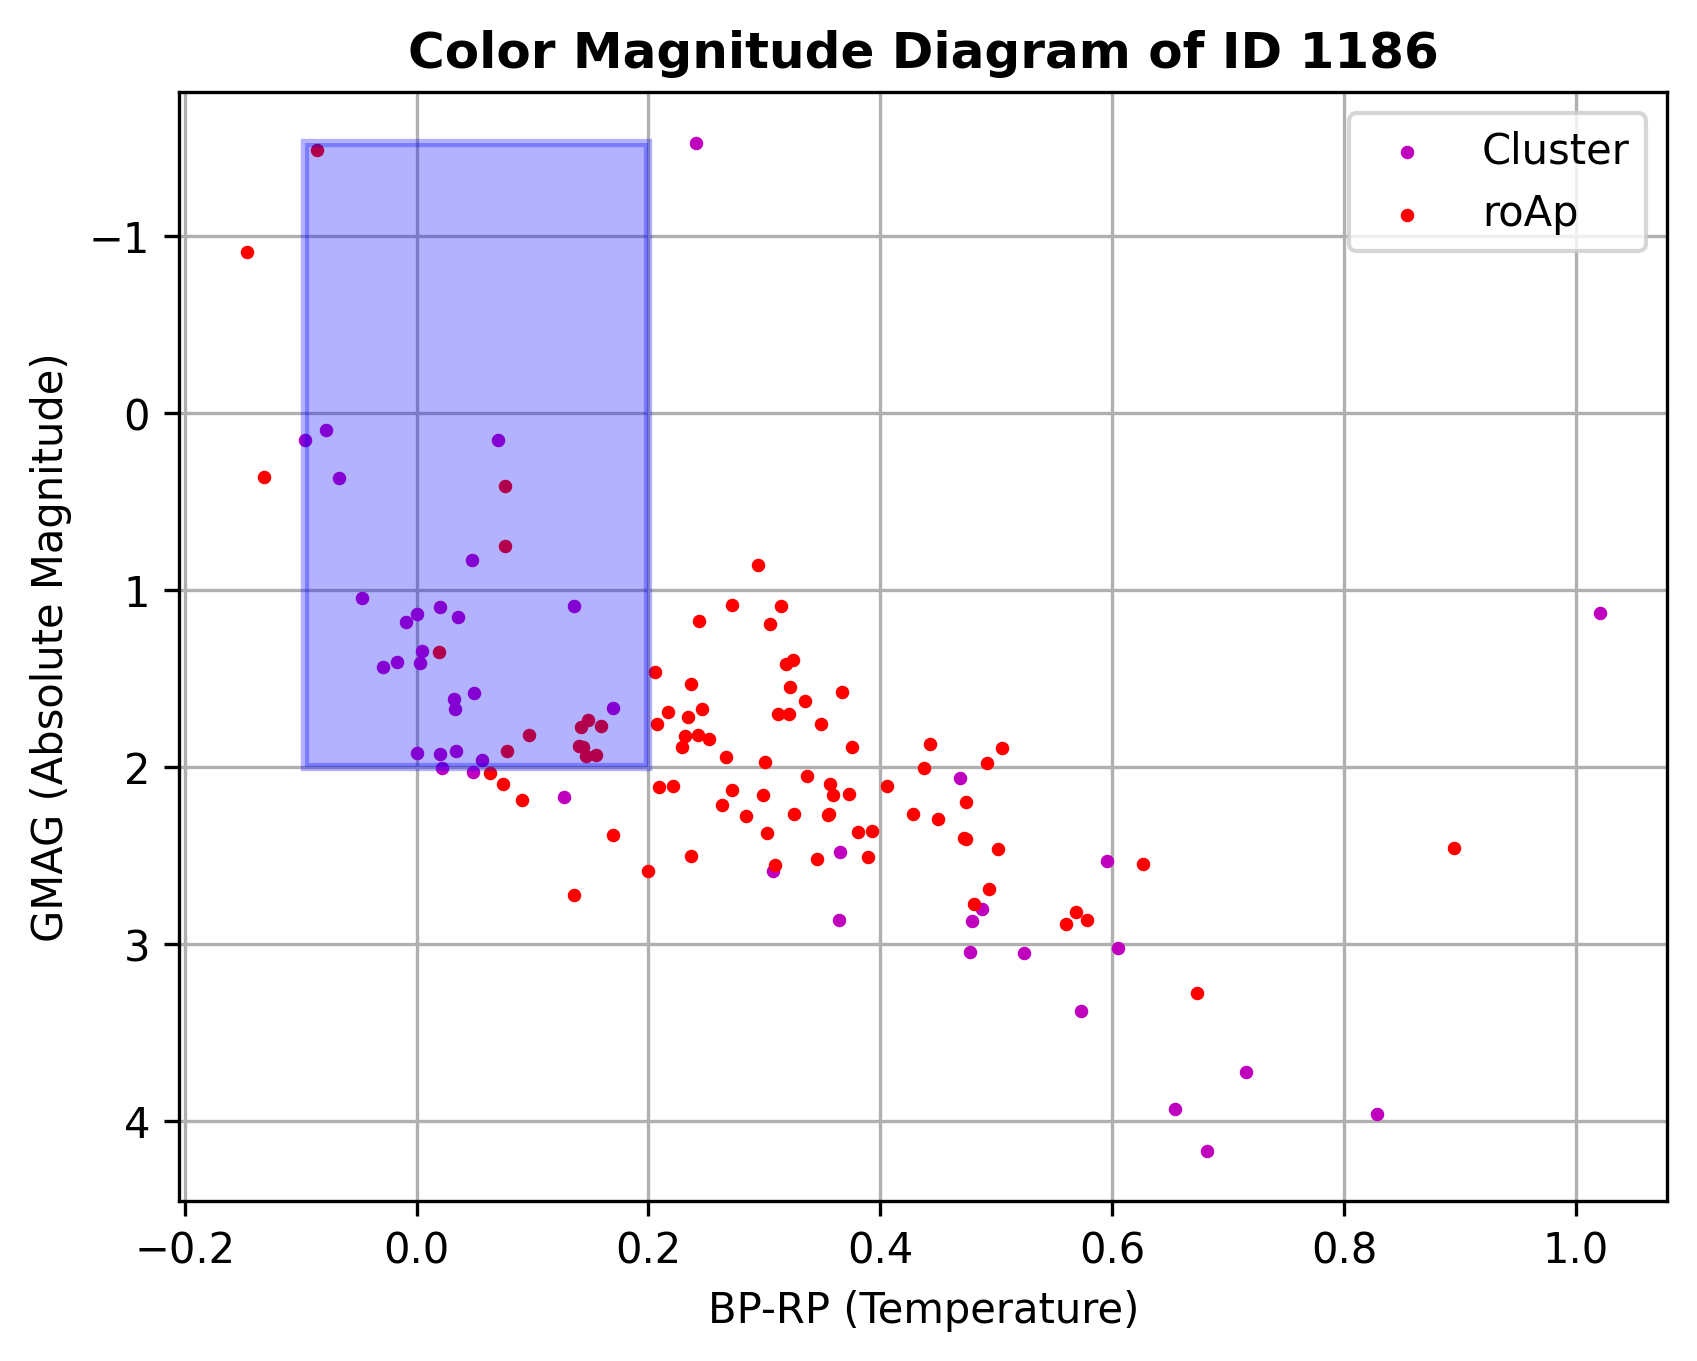 Color Magnitude Diagram of ID 1186
Cluster
roAp
−1
0
1
2
3
4
GMAG (Absolute Magnitude)
−0.2 0.0 0.2 0.4 0.6 0.8 1.0
BP-RP (Temperature)